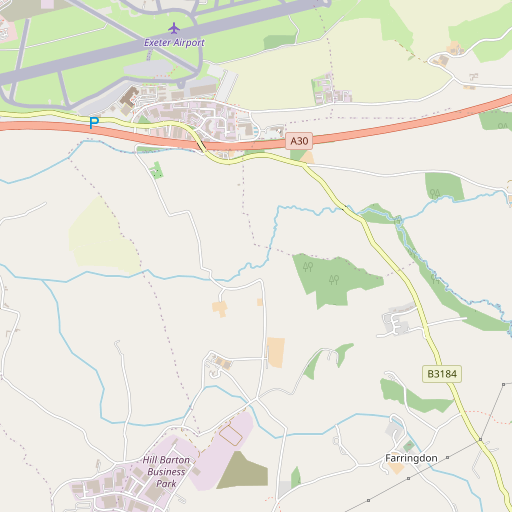 Exeter Airport
P
A30
B3184
Hill Barton
Business
Park
Farringdon